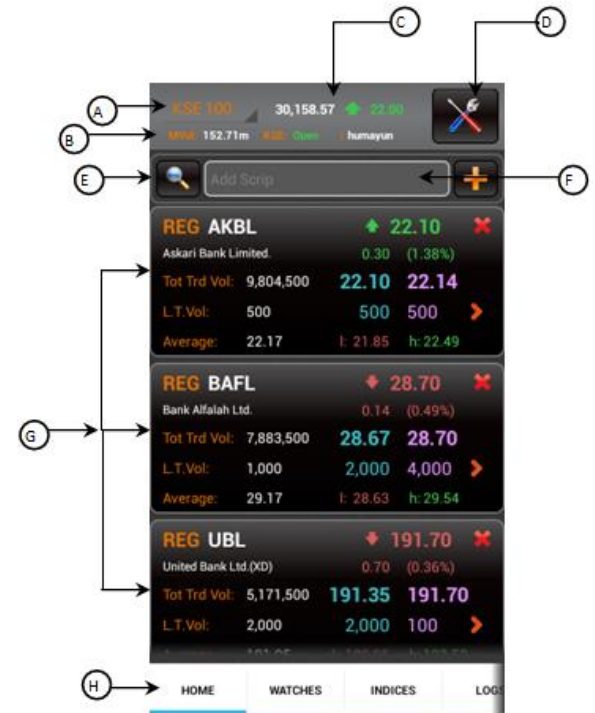 C D
A KSE 100 30,158.57 22.00
B MVol: 152.71m KSE: Open : humayun
E Add Scrip F
REG AKBL 22.10
Askari Bank Limited. 0.30 (1.38%)
Tot Trd Vol: 9,804,500 22.10 22.14
L.T.Vol: 500 500 500
Average: 22.17 l: 21.85 h: 22.49
REG BAFL 28.70
Bank Alfalah Ltd. 0.14 (0.49%)
G Tot Trd Vol: 7,883,500 28.67 28.70
L.T.Vol: 1,000 2,000 4,000
Average: 29.17 l: 28.63 h: 29.54
REG UBL 191.70
United Bank Ltd.(XD) 0.70 (0.36%)
Tot Trd Vol: 5,171,500 191.35 191.70
L.T.Vol: 2,000 2,000 100
H HOME WATCHES INDICES LOGS